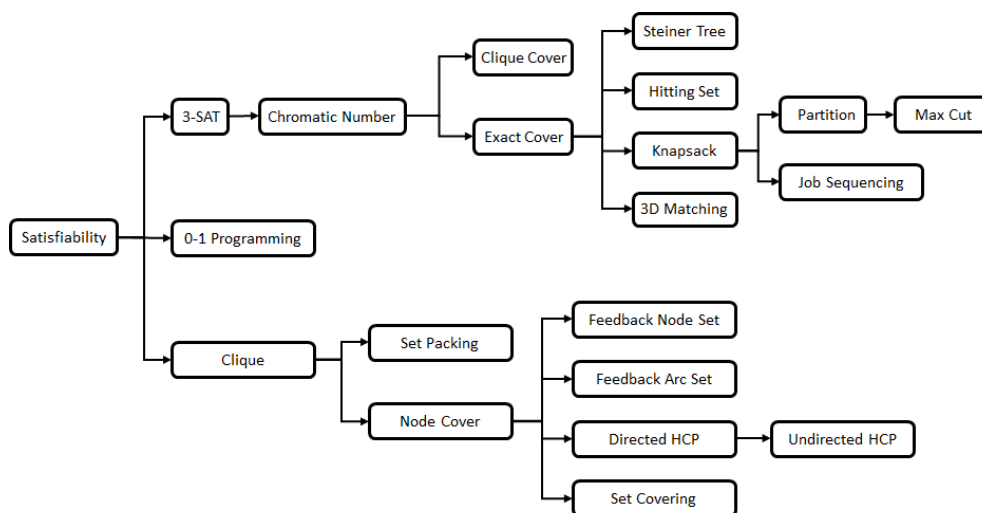 Steiner Tree
Clique Cover
Hitting Set
3-SAT
Chromatic Number
Partition
Max Cut
Exact Cover
Knapsack
Job Sequencing
3D Matching
Satisfiability
0-1 Programming
Feedback Node Set
Set Packing
Clique
Feedback Arc Set
Node Cover
Directed HCP
Undirected HCP
Set Covering